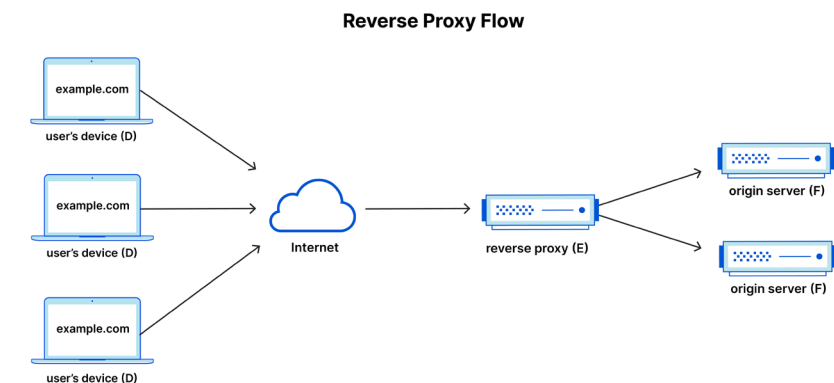 Reverse Proxy Flow
example.com
user's device (D)
example.com
user's device (D)
example.com
user's device (D)
Internet
reverse proxy (E)
origin server (F)
origin server (F)